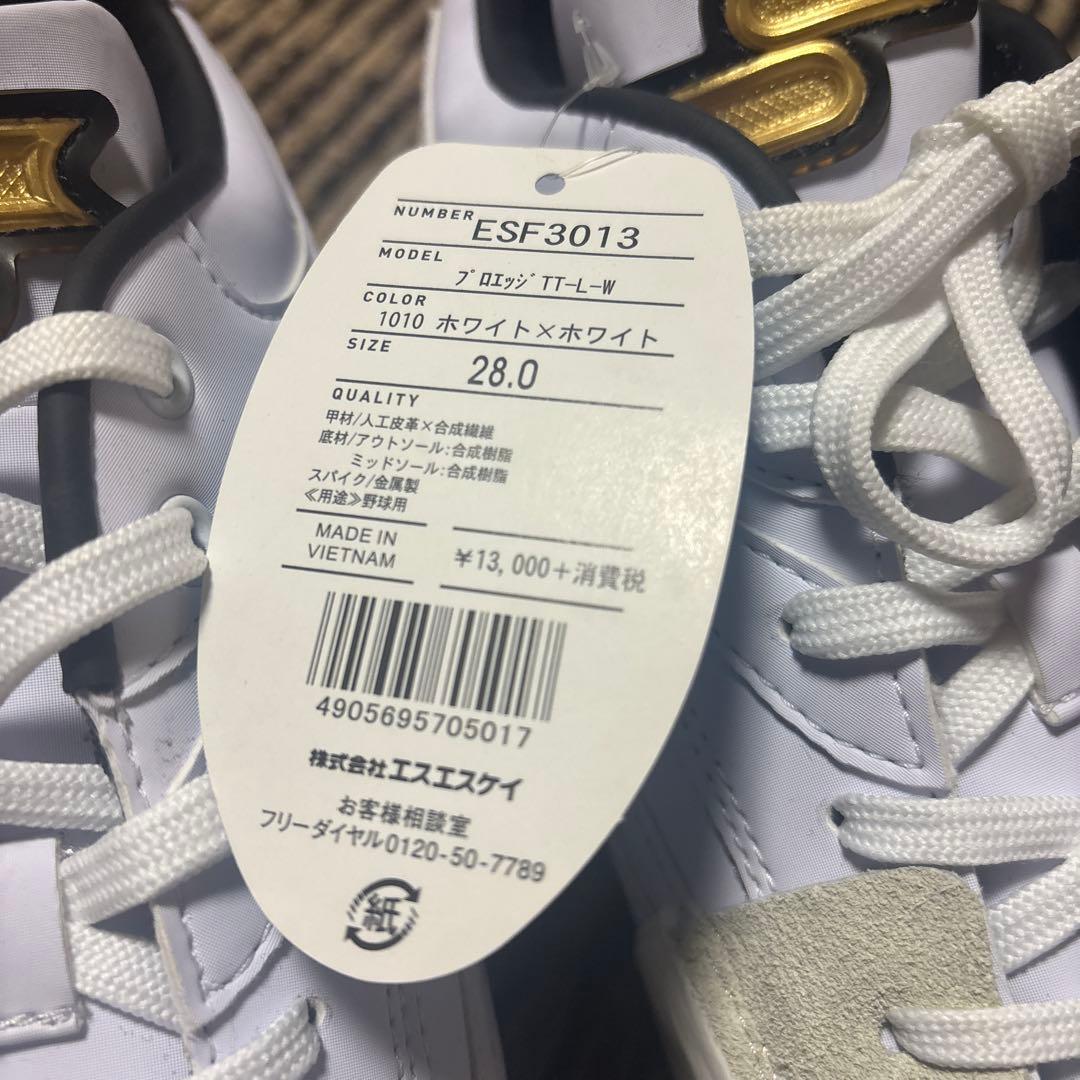 NUMBER ESF3013
MODEL
ﾌﾟﾛｴｯｼﾞTT-L-W
COLOR
1010 ホワイト×ホワイト
SIZE
28.0
QUALITY
甲材/人工皮革×合成繊維
底材/アウトソール:合成樹脂
ミッドソール:合成樹脂
スパイク/金属製
≪用途≫野球用
MADE IN
VIETNAM
¥13,000+消費税
4905695705017
株式会社エスエスケイ
お客様相談室
フリーダイヤル0120-50-7789
紙